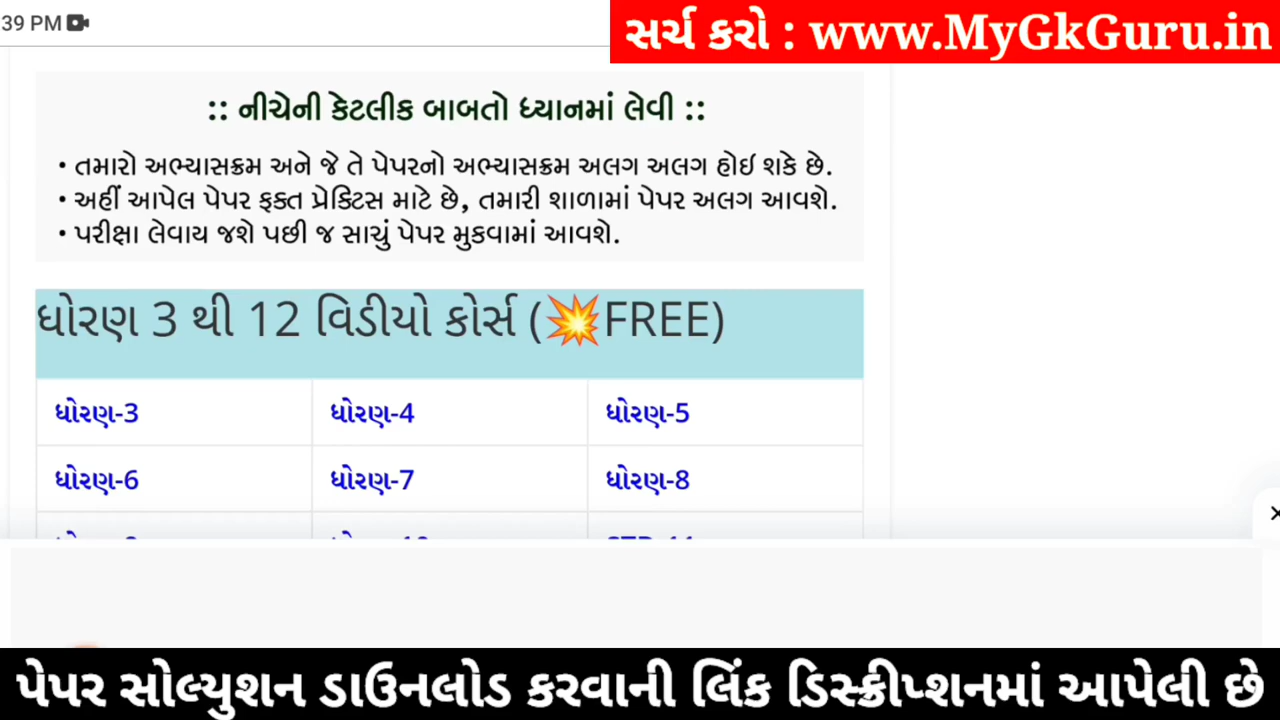 39 PM
સર્ચ કરો : www.MyGkGuru.in
:: નીચેની કેટલીક બાબતો ધ્યાનમાં લેવી ::
• તમારો અભ્યાસક્રમ અને જે તે પેપરનો અભ્યાસક્રમ અલગ અલગ હોઈ શકે છે.
• અહીં આપેલ પેપર ફક્ત પ્રેક્ટિસ માટે છે, તમારી શાળામાં પેપર અલગ આવશે.
• પરીક્ષા લેવાય જશે પછી જ સાચું પેપર મુકવામાં આવશે.
ધોરણ 3 થી 12 વિડીયો કોર્સ (💥FREE)
ધોરણ-3 ધોરણ-4 ધોરણ-5
ધોરણ-6 ધોરણ-7 ધોરણ-8
પેપર સોલ્યુશન ડાઉનલોડ કરવાની લિંક ડિસ્ક્રીપ્શનમાં આપેલી છે